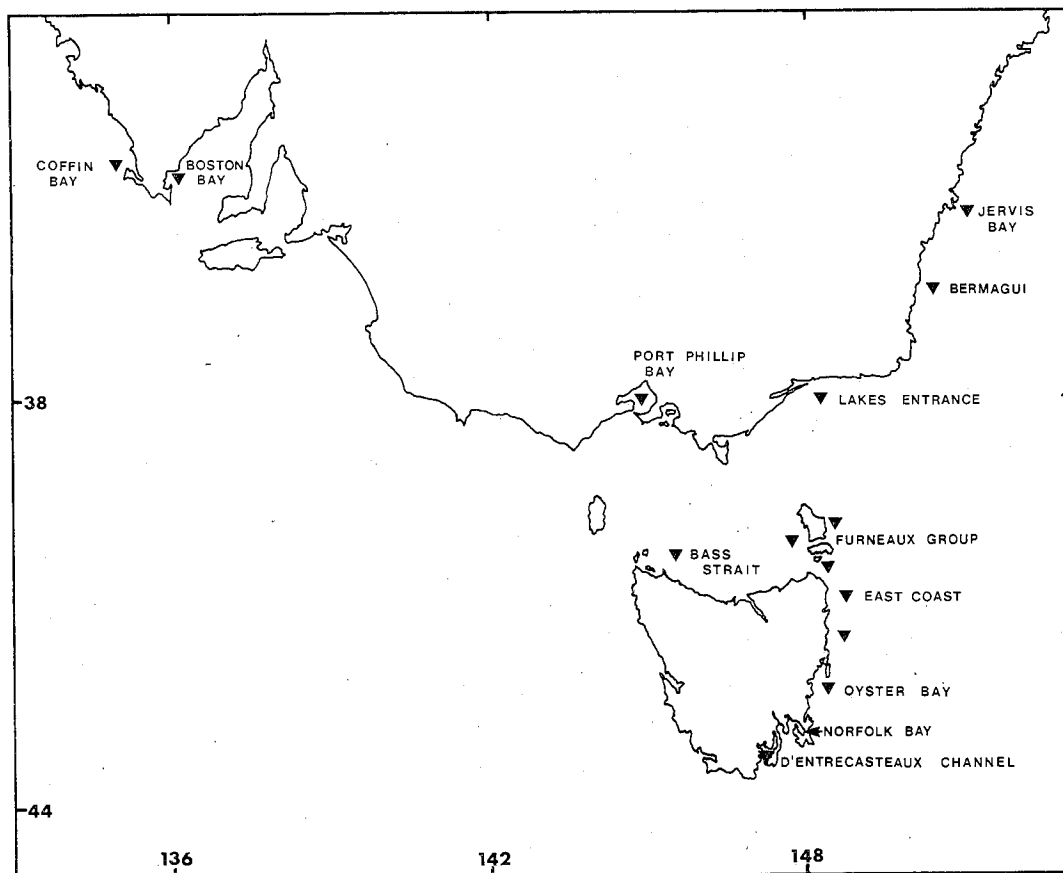 COFFIN
BAY
BOSTON
BAY
JERVIS
BAY
BERMAGUI
PORT PHILLIP
BAY
38
LAKES ENTRANCE
FURNEAUX GROUP
BASS
STRAIT
EAST COAST
OYSTER BAY
NORFOLK BAY
D'ENTRECASTEAUX CHANNEL
44
136
142
148